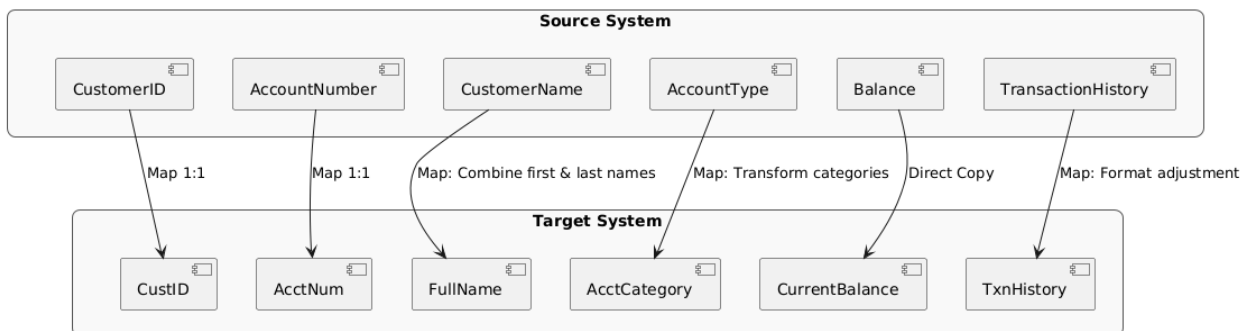 Source System
CustomerID
AccountNumber
CustomerName
AccountType
Balance
TransactionHistory
Map 1:1
Map 1:1
Map: Combine first & last names
Map: Transform categories
Direct Copy
Map: Format adjustment
Target System
CustID
AcctNum
FullName
AcctCategory
CurrentBalance
TxnHistory